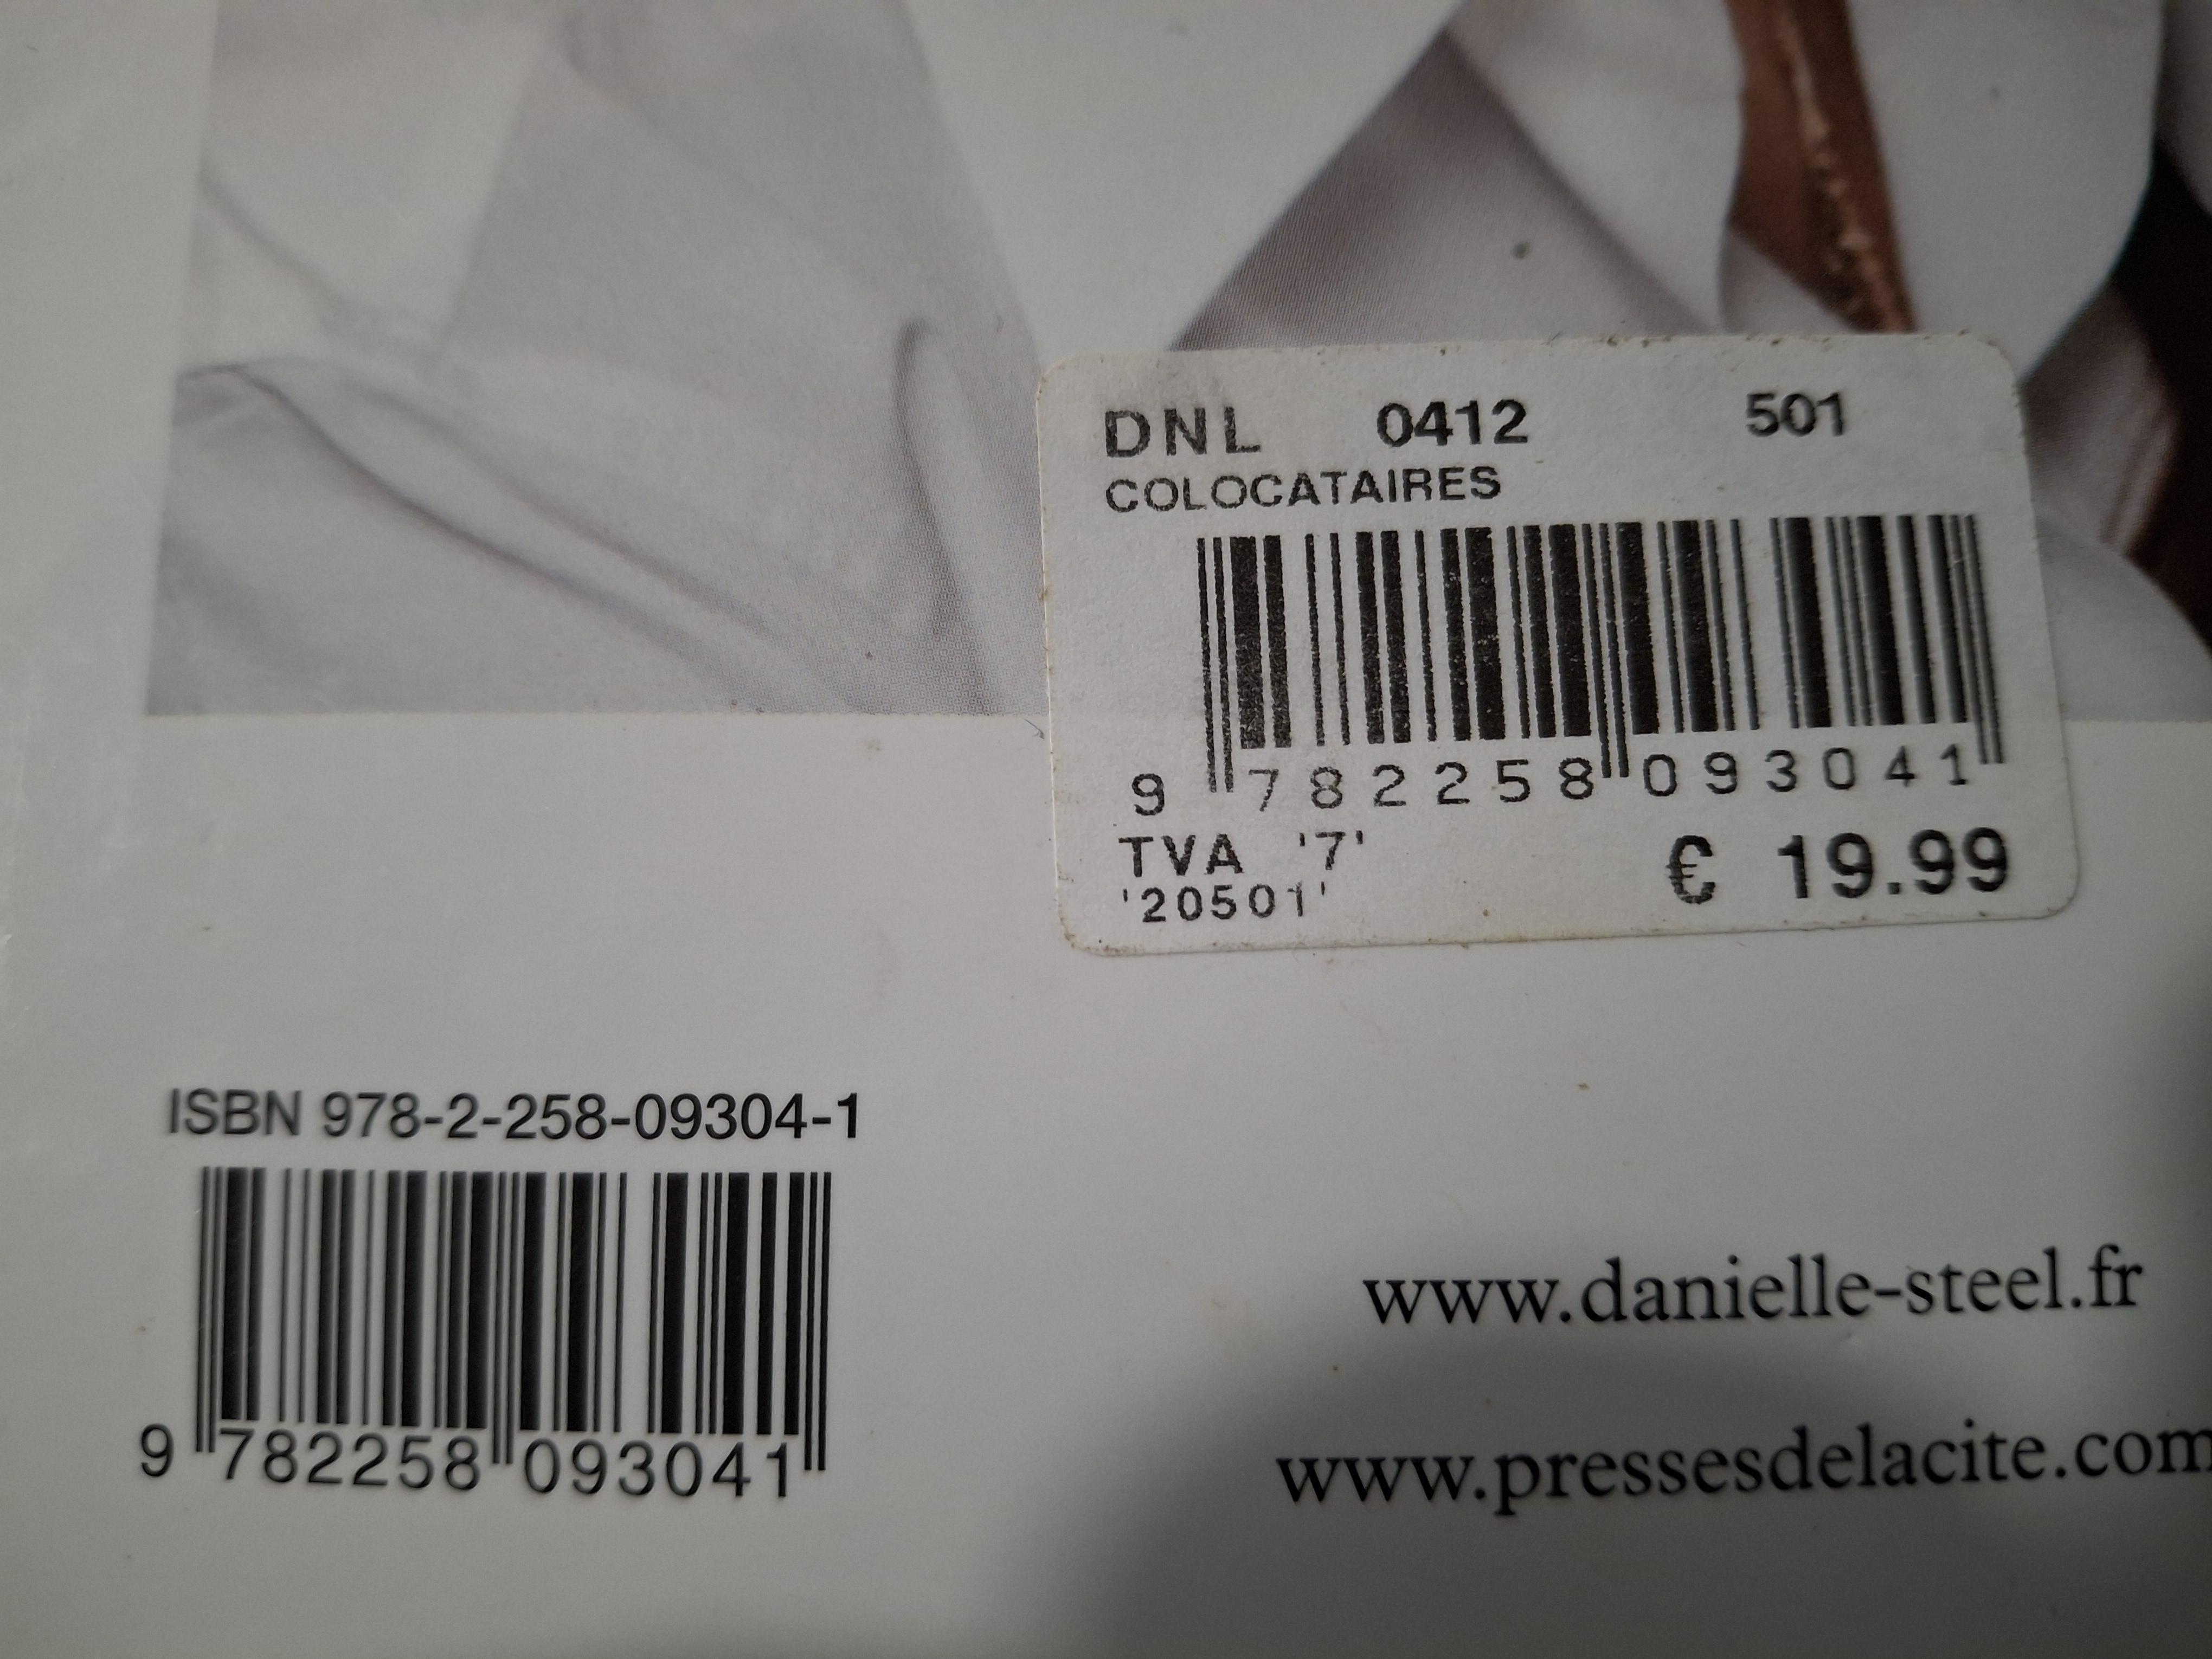 DNL 0412 501
COLOCATAIRES
9 782258 093041
TVA '7'
'20501' € 19.99
ISBN 978-2-258-09304-1
9 782258 093041
www.danielle-steel.fr
www.pressesdelacite.com